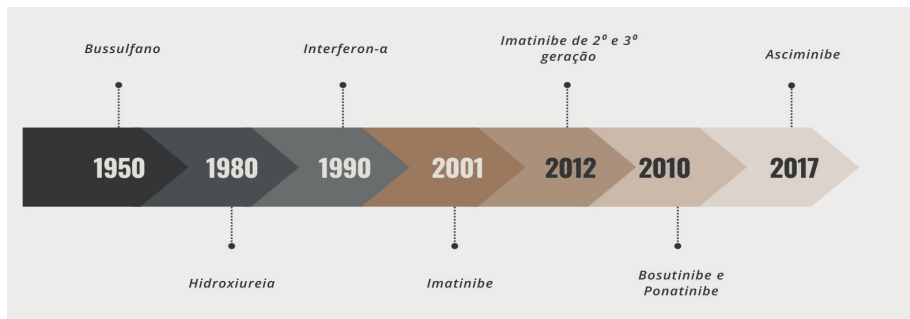 Bussulfano
Interferon-α
Imatinibe de 2º e 3º
geração
Asciminibe
1950
1980
1990
2001
2012
2010
2017
Hidroxiureia
Imatinibe
Bosutinibe e
Ponatinibe